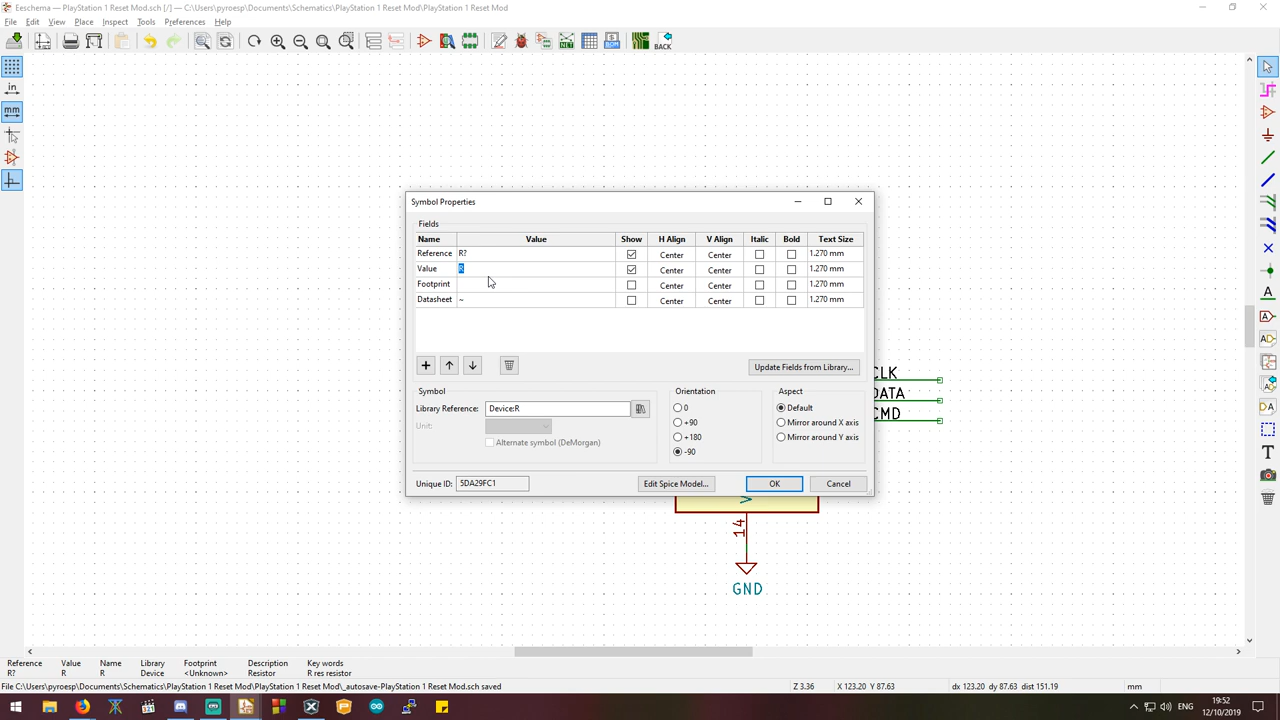 Eeschema — PlayStation 1 Reset Mod.sch [/] — C:\Users\pyroesp\Documents\Schematics\PlayStation 1 Reset Mod\PlayStation 1 Reset Mod
File Edit View Place Inspect Tools Preferences Help
BOM BACK
NET
in
mm
Symbol Properties
Fields
Name Value Show H Align V Align Italic Bold Text Size
Reference R? Center Center 1.270 mm
Value R Center Center 1.270 mm
Footprint Center Center 1.270 mm
Datasheet ~ Center Center 1.270 mm
Update Fields from Library...
Symbol Orientation Aspect
Library Reference: Device:R 0 Default
Unit: +90 Mirror around X axis
Alternate symbol (DeMorgan) +180 Mirror around Y axis
-90
Unique ID: 5DA29FC1 Edit Spice Model... OK Cancel
CLK
DATA
CMD
14
GND
Reference Value Name Library Footprint Description Key words
R? R R Device <Unknown> Resistor R res resistor
File C:\Users\pyroesp\Documents\Schematics\PlayStation 1 Reset Mod\PlayStation 1 Reset Mod\_autosave-PlayStation 1 Reset Mod.sch saved Z 3.36 X 123.20 Y 87.63 dx 123.20 dy 87.63 dist 151.19 mm
ENG 19:52
12/10/2019